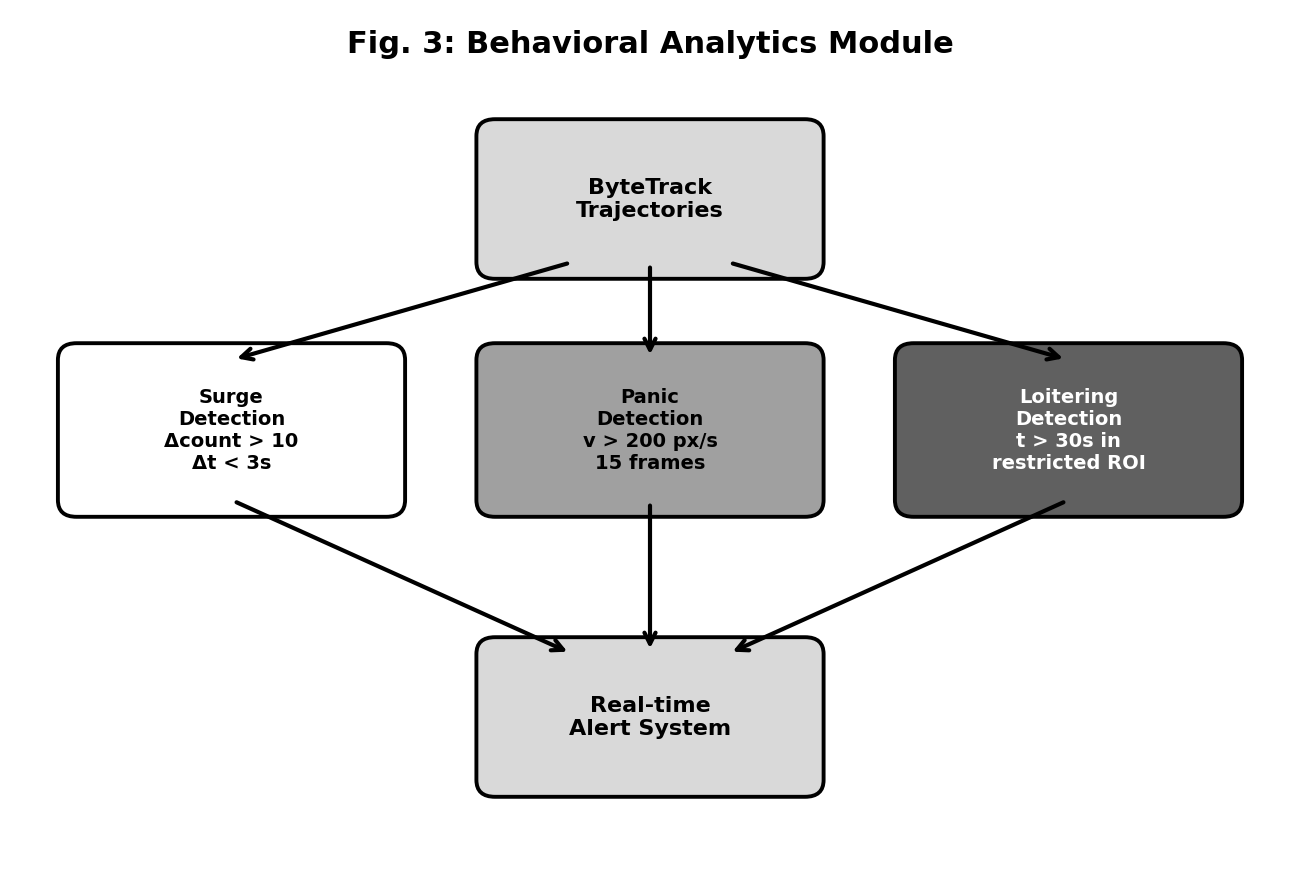 Fig. 3: Behavioral Analytics Module
ByteTrack
Trajectories
Surge
Detection
Δcount > 10
Δt < 3s
Panic
Detection
v > 200 px/s
15 frames
Loitering
Detection
t > 30s in
restricted ROI
Real-time
Alert System